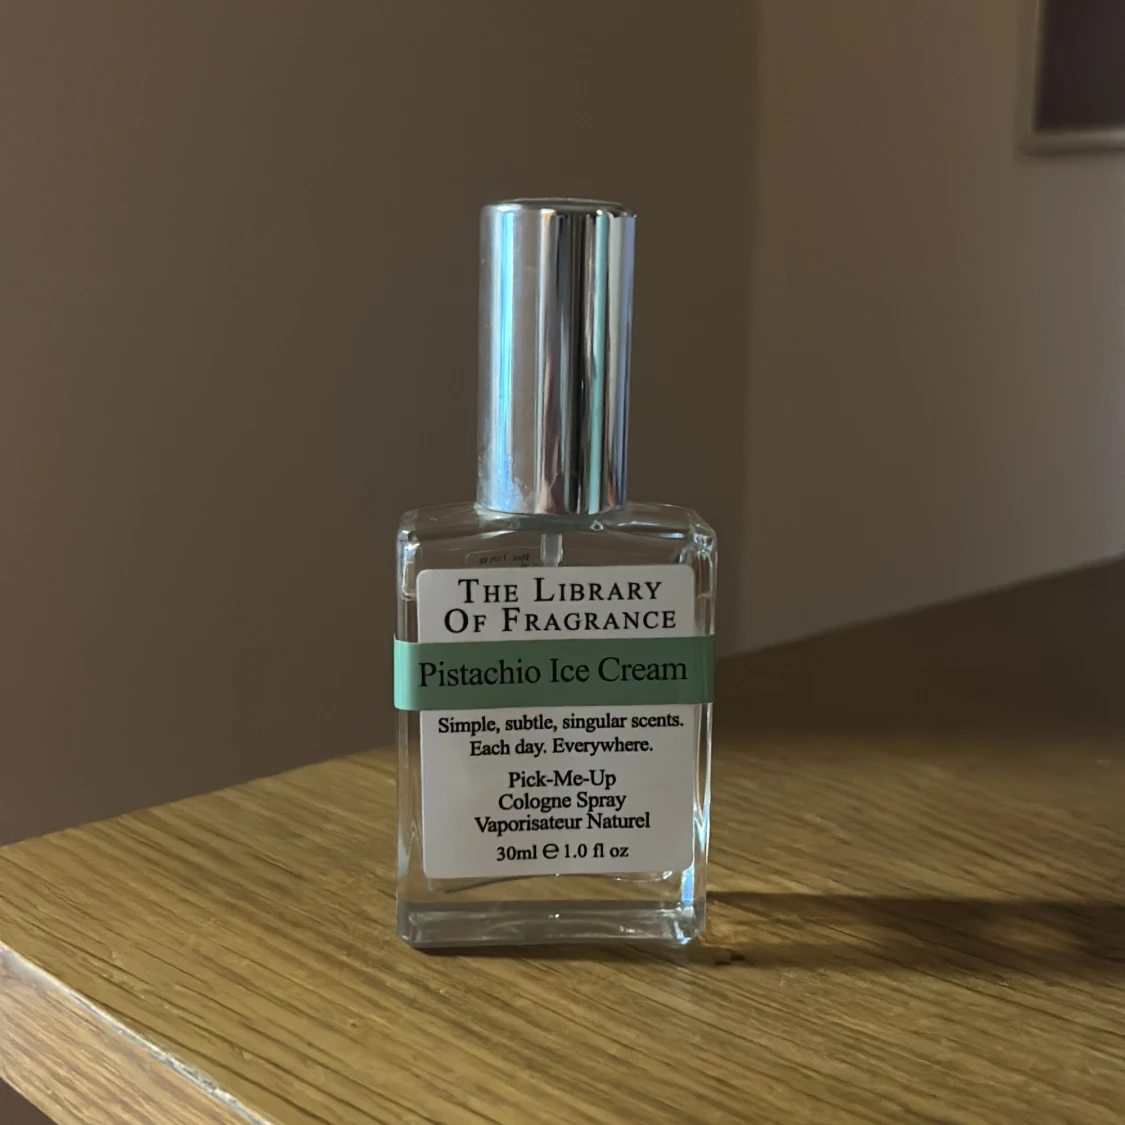 THE LIBRARY
OF FRAGRANCE
Pistachio Ice Cream
Simple, subtle, singular scents.
Each day. Everywhere.
Pick-Me-Up
Cologne Spray
Vaporisateur Naturel
30ml ℮ 1.0 fl oz